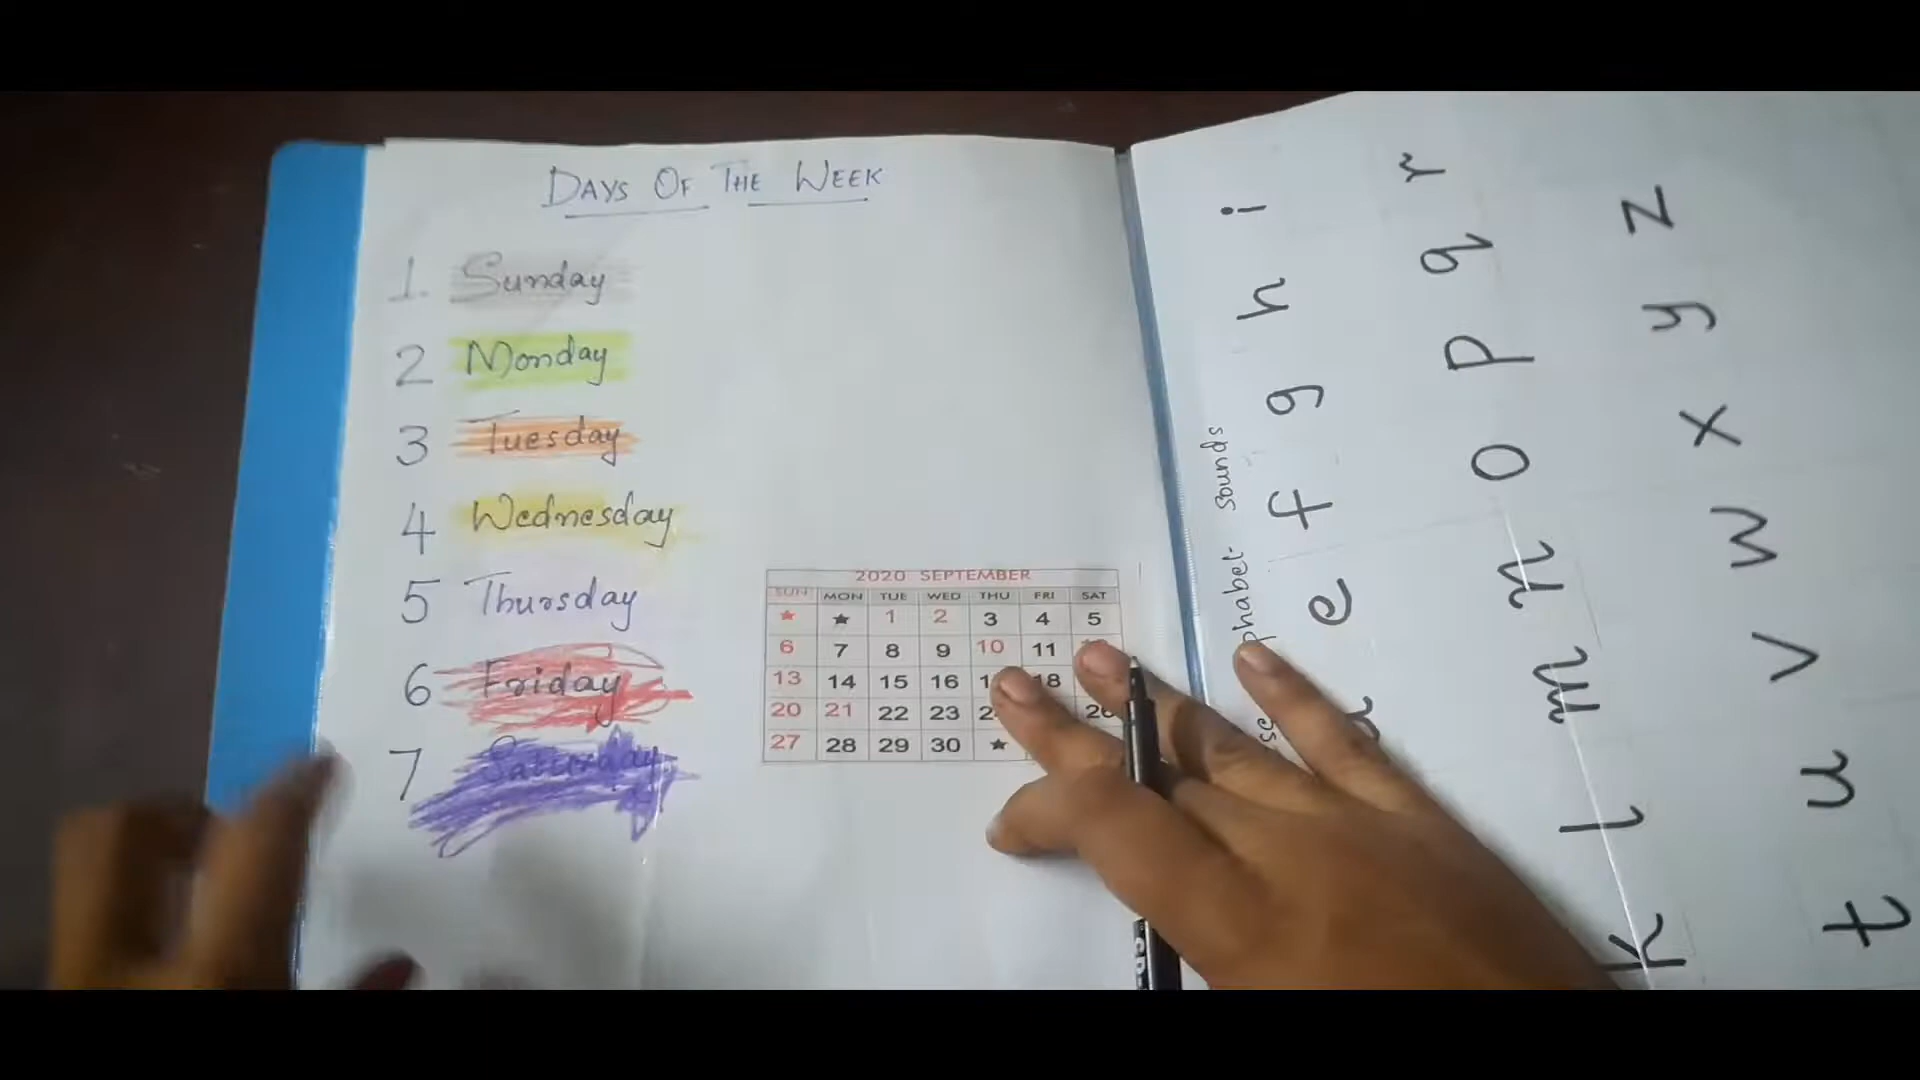 DAYS OF THE WEEK
1 Sunday
2 Monday
3 Tuesday
4 Wednesday
5 Thursday
6 Friday
7 Saturday
2020 SEPTEMBER
SUN MON TUE WED THU FRI SAT
★ ★ 1 2 3 4 5
6 7 8 9 10 11
13 14 15 16 18
20 21 22 23 26
27 28 29 30 ★
sounds
e f g h i
k l m n o p q r
t u v w x y z